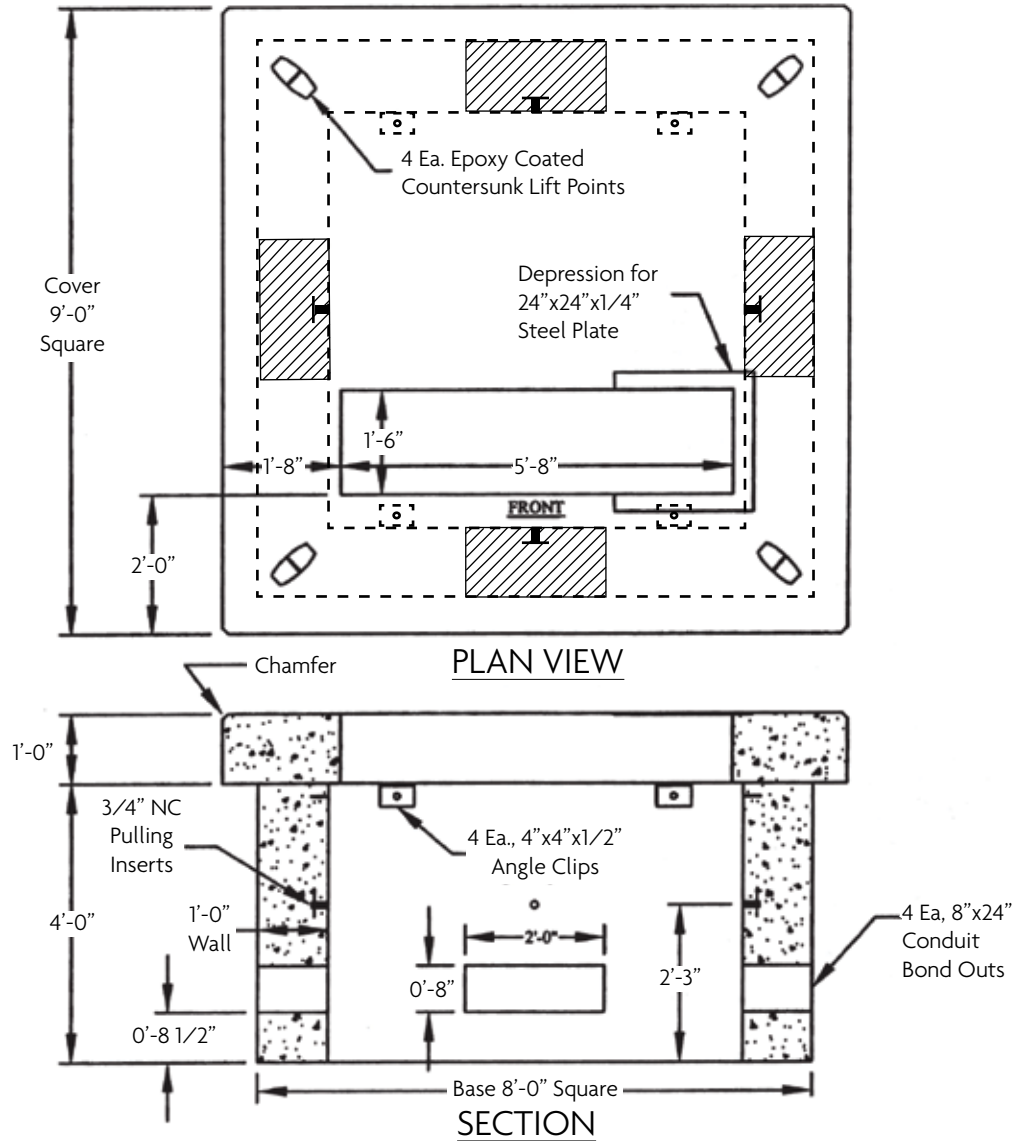 4 Ea. Epoxy Coated
Countersunk Lift Points
Cover
9’-0”
Square
Depression for
24”x24”x1/4”
Steel Plate
1’-6”
1’-8”
5’-8”
FRONT
2’-0”
PLAN VIEW
Chamfer
1’-0”
3/4” NC
Pulling
Inserts
4 Ea., 4”x4”x1/2”
Angle Clips
4’-0”
1’-0”
Wall
2'-0"
0’-8”
2’-3”
4 Ea, 8”x24”
Conduit
Bond Outs
0’-8 1/2”
Base 8’-0” Square
SECTION